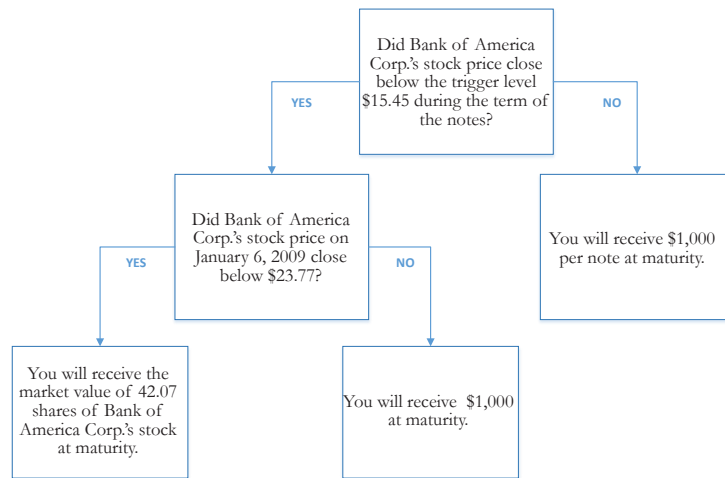 Did Bank of America
Corp.'s stock price close
below the trigger level
$15.45 during the term of
the notes?
YES
NO
Did Bank of America
Corp.'s stock price on
January 6, 2009 close
below $23.77?
You will receive $1,000
per note at maturity.
YES
NO
You will receive the
market value of 42.07
shares of Bank of
America Corp.'s stock
at maturity.
You will receive $1,000
at maturity.